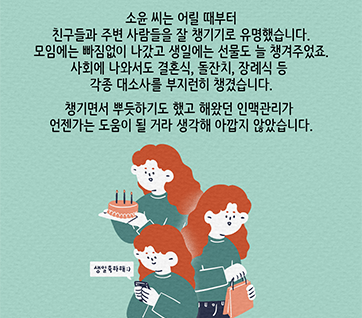 소윤 씨는 어릴 때부터
친구들과 주변 사람들을 잘 챙기기로 유명했습니다.
모임에는 빠짐없이 나갔고 생일에는 선물도 늘 챙겨주었죠.
사회에 나와서도 결혼식, 돌잔치, 장례식 등
각종 대소사를 부지런히 챙겼습니다.
챙기면서 뿌듯하기도 했고 해왔던 인맥관리가
언젠가는 도움이 될 거라 생각해 아깝지 않았습니다.
생일축하해:)